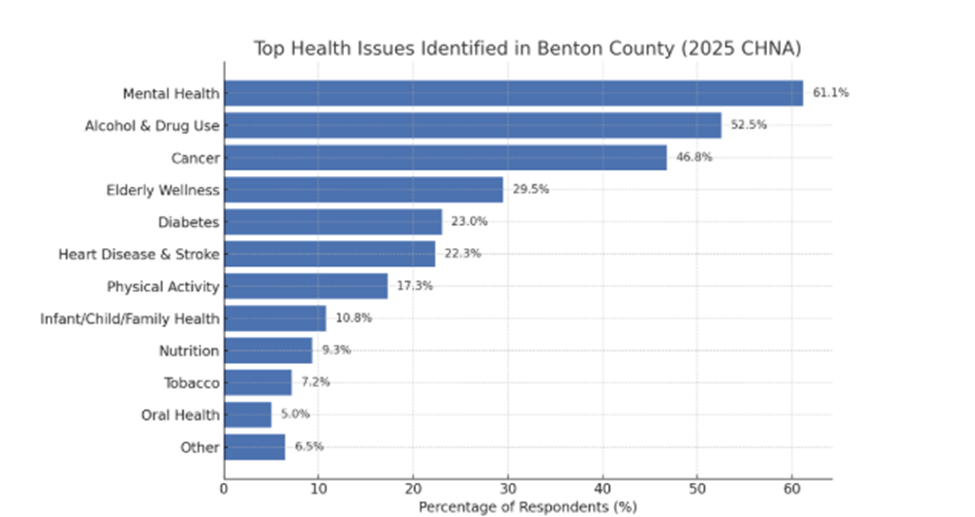 Top Health Issues Identified in Benton County (2025 CHNA)
Mental Health 61.1%
Alcohol & Drug Use 52.5%
Cancer 46.8%
Elderly Wellness 29.5%
Diabetes 23.0%
Heart Disease & Stroke 22.3%
Physical Activity 17.3%
Infant/Child/Family Health 10.8%
Nutrition 9.3%
Tobacco 7.2%
Oral Health 5.0%
Other 6.5%
0 10 20 30 40 50 60
Percentage of Respondents (%)